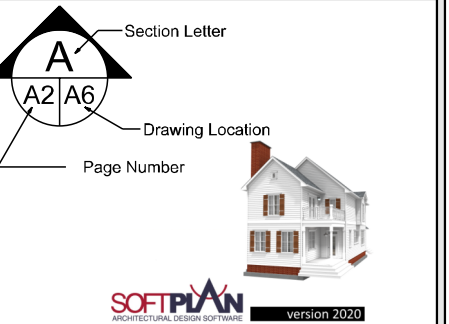 Section Letter
A
A2 A6
Drawing Location
Page Number
SOFTPLAN
ARCHITECTURAL DESIGN SOFTWARE
version 2020